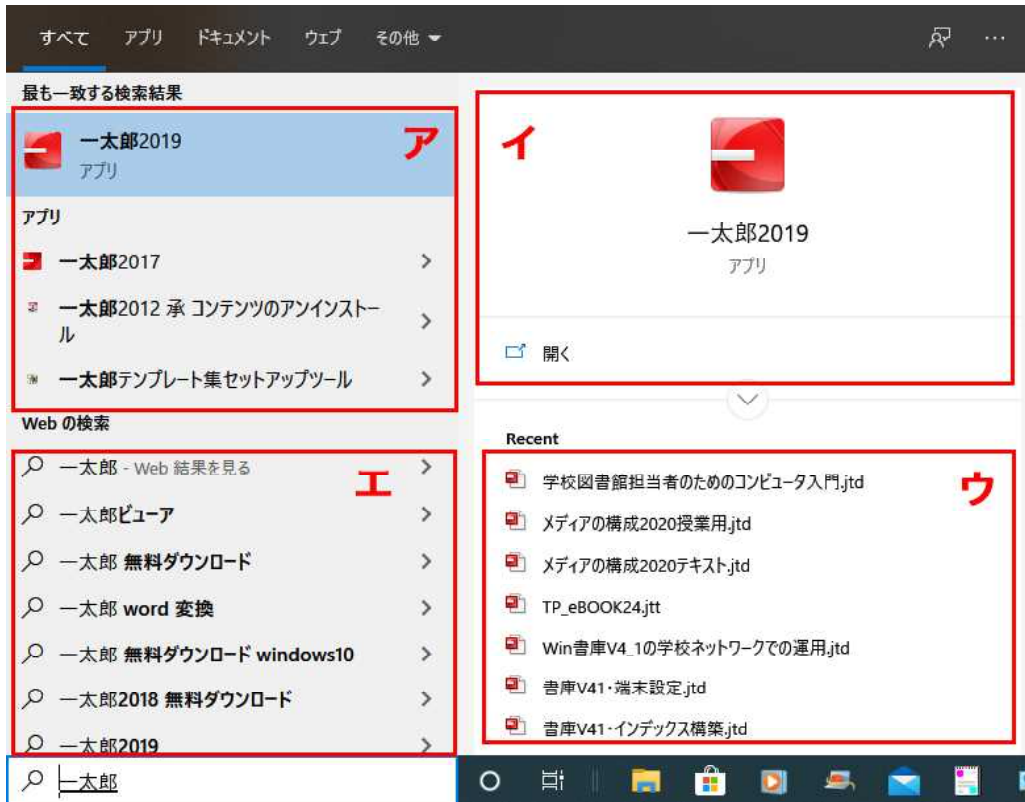 すべて アプリ ドキュメント ウェブ その他
最も一致する検索結果
ア
一太郎2019
アプリ
アプリ
一太郎2017
一太郎2012 承 コンテンツのアンインストー
ル
一太郎テンプレート集セットアップツール
Web の検索
エ
一太郎 - Web 結果を見る
一太郎ビューア
一太郎 無料ダウンロード
一太郎 word 変換
一太郎 無料ダウンロード windows10
一太郎2018 無料ダウンロード
一太郎2019
一太郎
イ
一太郎2019
アプリ
開く
Recent
ウ
学校図書館担当者のためのコンピュータ入門.jtd
メディアの構成2020授業用.jtd
メディアの構成2020テキスト.jtd
TP_eBOOK24.jtt
Win書庫V4_1の学校ネットワークでの運用.jtd
書庫V41・端末設定.jtd
書庫V41・インデックス構築.jtd